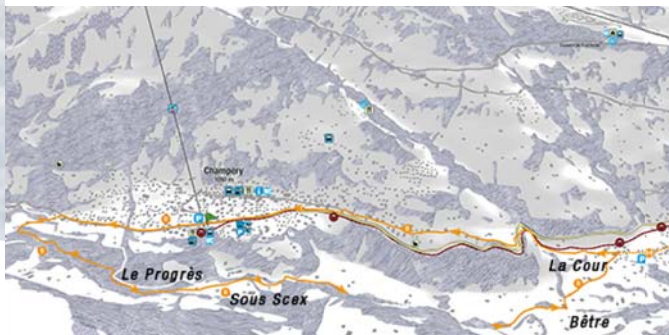 Champéry
Le Progrès
Sous Scex
La Cour
Bêtre
P
P
i